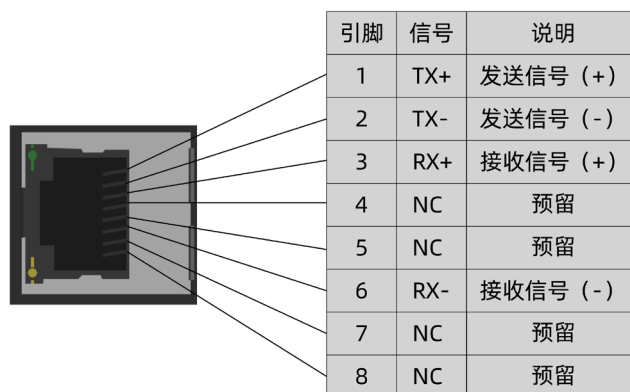 引脚 信号 说明
1 TX+ 发送信号（+）
2 TX- 发送信号（-）
3 RX+ 接收信号（+）
4 NC 预留
5 NC 预留
6 RX- 接收信号（-）
7 NC 预留
8 NC 预留